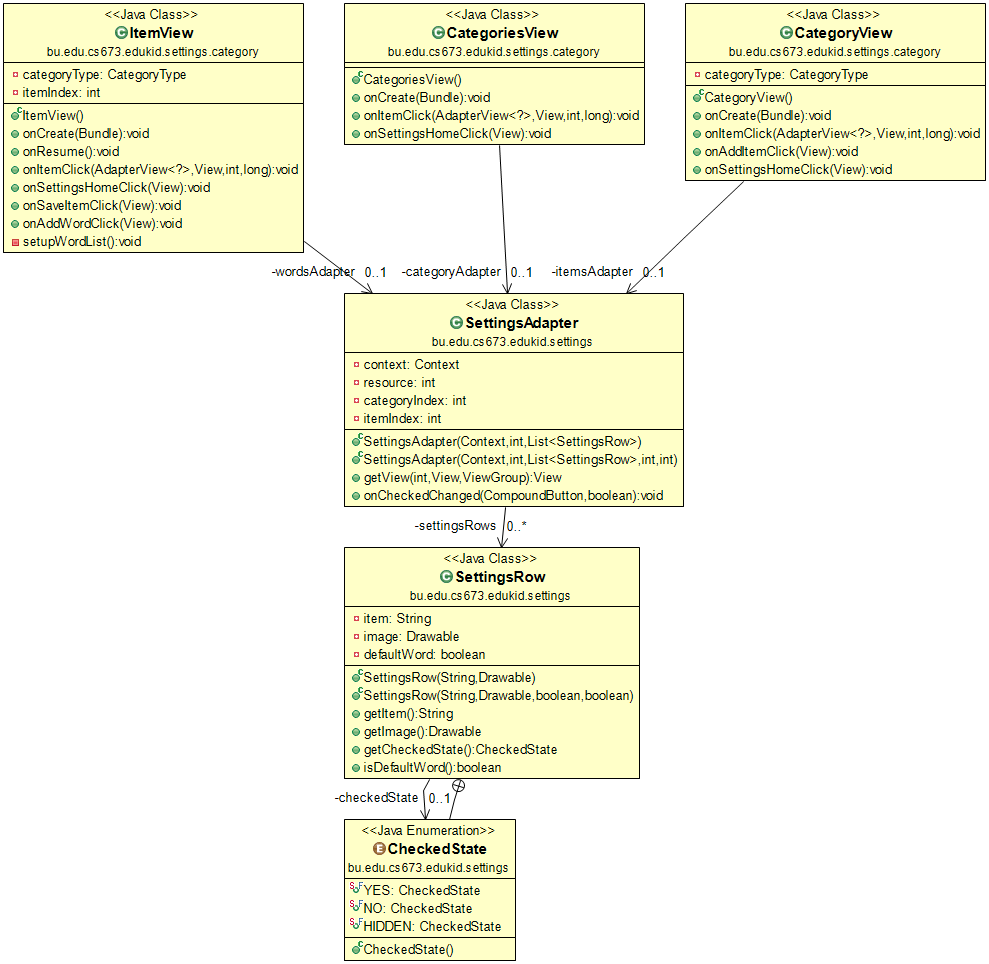 <<Java Class>>
ItemView
bu.edu.cs673.edukid.settings.category
categoryType: CategoryType
itemIndex: int
ItemView()
onCreate(Bundle):void
onResume():void
onItemClick(AdapterView<?>,View,int,long):void
onSettingsHomeClick(View):void
onSaveItemClick(View):void
onAddWordClick(View):void
setupWordList():void
<<Java Class>>
CategoriesView
bu.edu.cs673.edukid.settings.category
CategoriesView()
onCreate(Bundle):void
onItemClick(AdapterView<?>,View,int,long):void
onSettingsHomeClick(View):void
<<Java Class>>
CategoryView
bu.edu.cs673.edukid.settings.category
categoryType: CategoryType
CategoryView()
onCreate(Bundle):void
onItemClick(AdapterView<?>,View,int,long):void
onAddItemClick(View):void
onSettingsHomeClick(View):void
-wordsAdapter 0..1
-categoryAdapter 0..1
-itemsAdapter 0..1
<<Java Class>>
SettingsAdapter
bu.edu.cs673.edukid.settings
context: Context
resource: int
categoryIndex: int
itemIndex: int
SettingsAdapter(Context,int,List<SettingsRow>)
SettingsAdapter(Context,int,List<SettingsRow>,int,int)
getView(int,View,ViewGroup):View
onCheckedChanged(CompoundButton,boolean):void
-settingsRows 0..*
<<Java Class>>
SettingsRow
bu.edu.cs673.edukid.settings
item: String
image: Drawable
defaultWord: boolean
SettingsRow(String,Drawable)
SettingsRow(String,Drawable,boolean,boolean)
getItem():String
getImage():Drawable
getCheckedState():CheckedState
isDefaultWord():boolean
-checkedState 0..1
<<Java Enumeration>>
CheckedState
bu.edu.cs673.edukid.settings
YES: CheckedState
NO: CheckedState
HIDDEN: CheckedState
CheckedState()